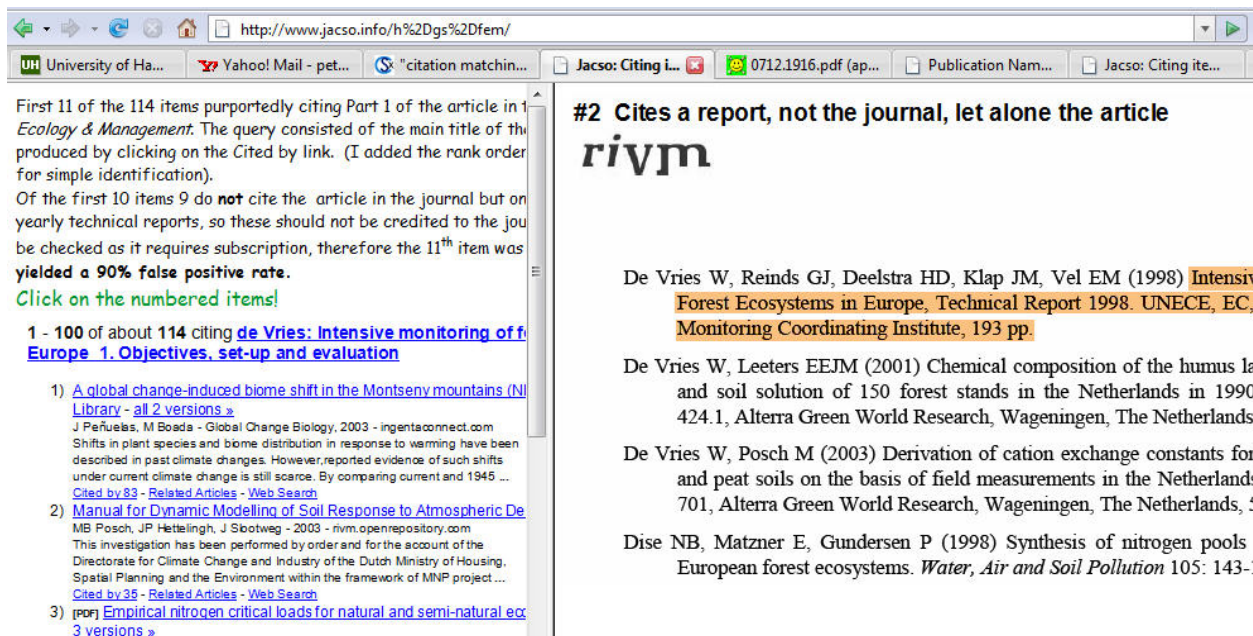 http://www.jacso.info/h%2Dgs%2Dfem/
UH University of Ha...
Yahoo! Mail - pet...
"citation matchin...
Jacso: Citing i...
0712.1916.pdf (ap...
Publication Nam...
Jacso: Citing ite...
First 11 of the 114 items purportedly citing Part 1 of the article in t
Ecology & Management. The query consisted of the main title of the
produced by clicking on the Cited by link. (I added the rank order
for simple identification).
Of the first 10 items 9 do not cite the article in the journal but on
yearly technical reports, so these should not be credited to the jou
be checked as it requires subscription, therefore the 11th item was
yielded a 90% false positive rate.
Click on the numbered items!
1 - 100 of about 114 citing de Vries: Intensive monitoring of f
Europe 1. Objectives, set-up and evaluation
1) A global change-induced biome shift in the Montseny mountains (NE
Library - all 2 versions »
J Peñuelas, M Boada - Global Change Biology, 2003 - ingentaconnect.com
Shifts in plant species and biome distribution in response to warming have been
described in past climate changes. However,reported evidence of such shifts
under current climate change is still scarce. By comparing current and 1945 ...
Cited by 83 - Related Articles - Web Search
2) Manual for Dynamic Modelling of Soil Response to Atmospheric De
MB Posch, JP Hettelingh, J Slootweg - 2003 - rivm.openrepository.com
This investigation has been performed by order and for the account of the
Directorate for Climate Change and Industry of the Dutch Ministry of Housing,
Spatial Planning and the Environment within the framework of MNP project ...
Cited by 35 - Related Articles - Web Search
3) [PDF] Empirical nitrogen critical loads for natural and semi-natural eco
3 versions »
#2 Cites a report, not the journal, let alone the article
rivm
De Vries W, Reinds GJ, Deelstra HD, Klap JM, Vel EM (1998) Intensiv
Forest Ecosystems in Europe, Technical Report 1998. UNECE, EC,
Monitoring Coordinating Institute, 193 pp.
De Vries W, Leeters EEJM (2001) Chemical composition of the humus la
and soil solution of 150 forest stands in the Netherlands in 1990
424.1, Alterra Green World Research, Wageningen, The Netherlands
De Vries W, Posch M (2003) Derivation of cation exchange constants for
and peat soils on the basis of field measurements in the Netherlands
701, Alterra Green World Research, Wageningen, The Netherlands, 5
Dise NB, Matzner E, Gundersen P (1998) Synthesis of nitrogen pools
European forest ecosystems. Water, Air and Soil Pollution 105: 143-1